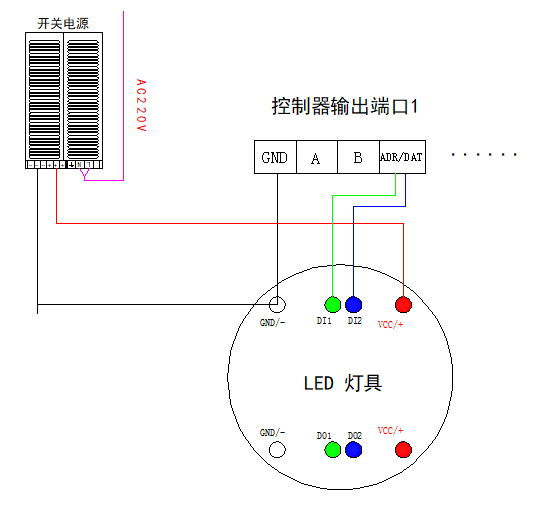 开关电源
AC220V
控制器输出端口1
GND A B ADR/DAT ······
- - - + + + N L
GND/- DI1 DI2 VCC/+
LED 灯具
GND/- DO1 DO2 VCC/+